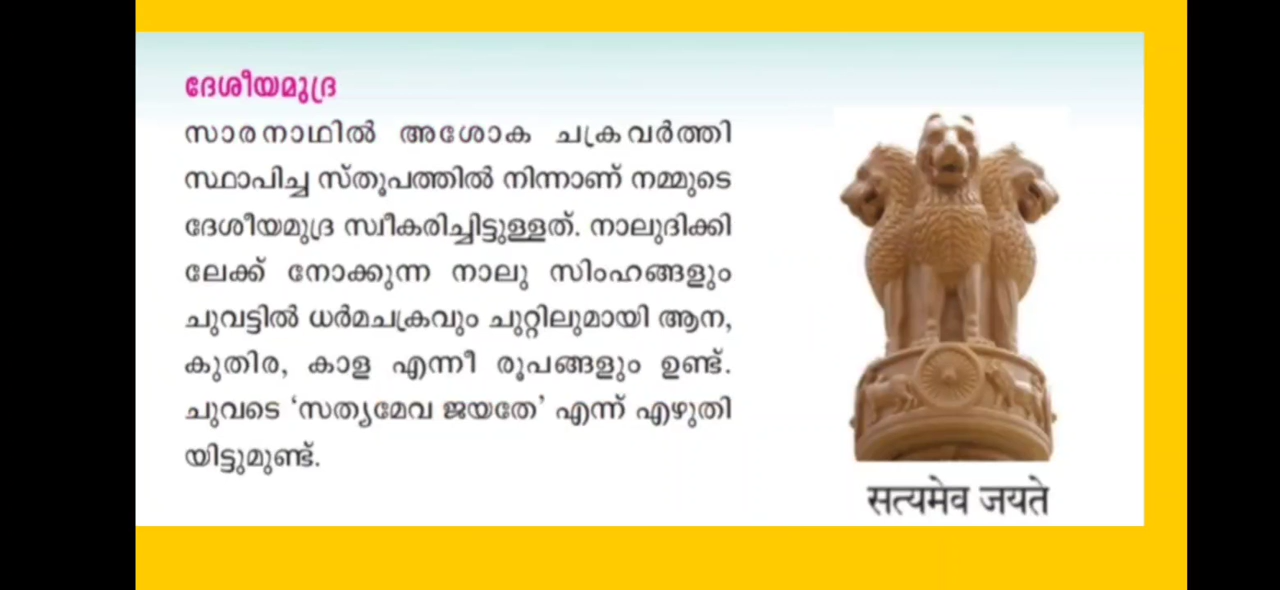 ദേശീയമുദ്ര
സാരനാഥിൽ അശോക ചക്രവർത്തി
സ്ഥാപിച്ച സ്തൂപത്തിൽ നിന്നാണ് നമ്മുടെ
ദേശീയമുദ്ര സ്വീകരിച്ചിട്ടുള്ളത്. നാലുദിക്കി
ലേക്ക് നോക്കുന്ന നാലു സിംഹങ്ങളും
ചുവട്ടിൽ ധർമചക്രവും ചുറ്റിലുമായി ആന,
കുതിര, കാള എന്നീ രൂപങ്ങളും ഉണ്ട്.
ചുവടെ ‘സത്യമേവ ജയതേ’ എന്ന് എഴുതി
യിട്ടുമുണ്ട്.
सत्यमेव जयते